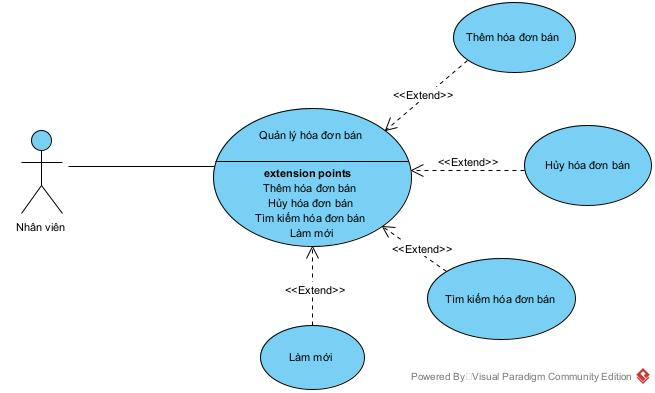 Thêm hóa đơn bán
<<Extend>>
Quản lý hóa đơn bán
<<Extend>>
Hủy hóa đơn bán
extension points
Thêm hóa đơn bán
Hủy hóa đơn bán
Tìm kiếm hóa đơn bán
Làm mới
Nhân viên
<<Extend>>
<<Extend>>
Tìm kiếm hóa đơn bán
Làm mới
Powered By Visual Paradigm Community Edition